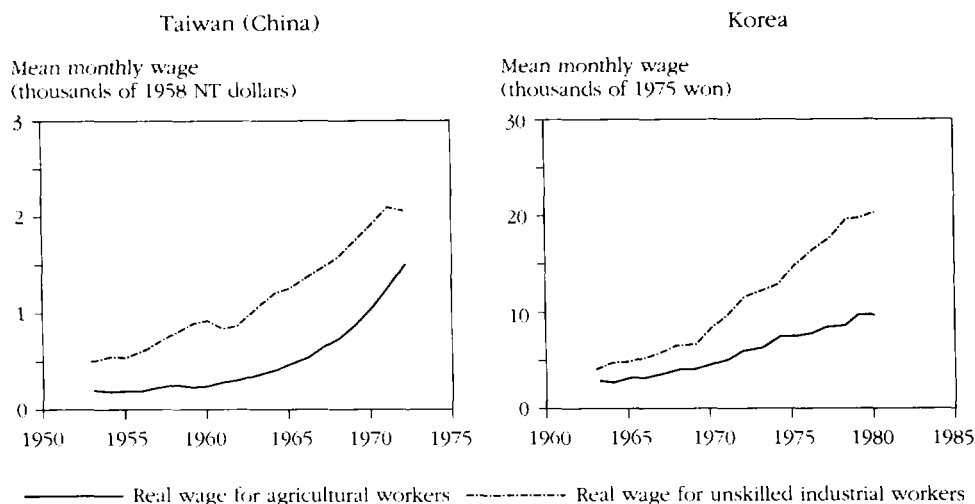 Taiwan (China)
Mean monthly wage
(thousands of 1958 NT dollars)
3
2
1
0
1950 1955 1960 1965 1970 1975
Korea
Mean monthly wage
(thousands of 1975 won)
30
20
10
0
1960 1965 1970 1975 1980 1985
Real wage for agricultural workers Real wage for unskilled industrial workers